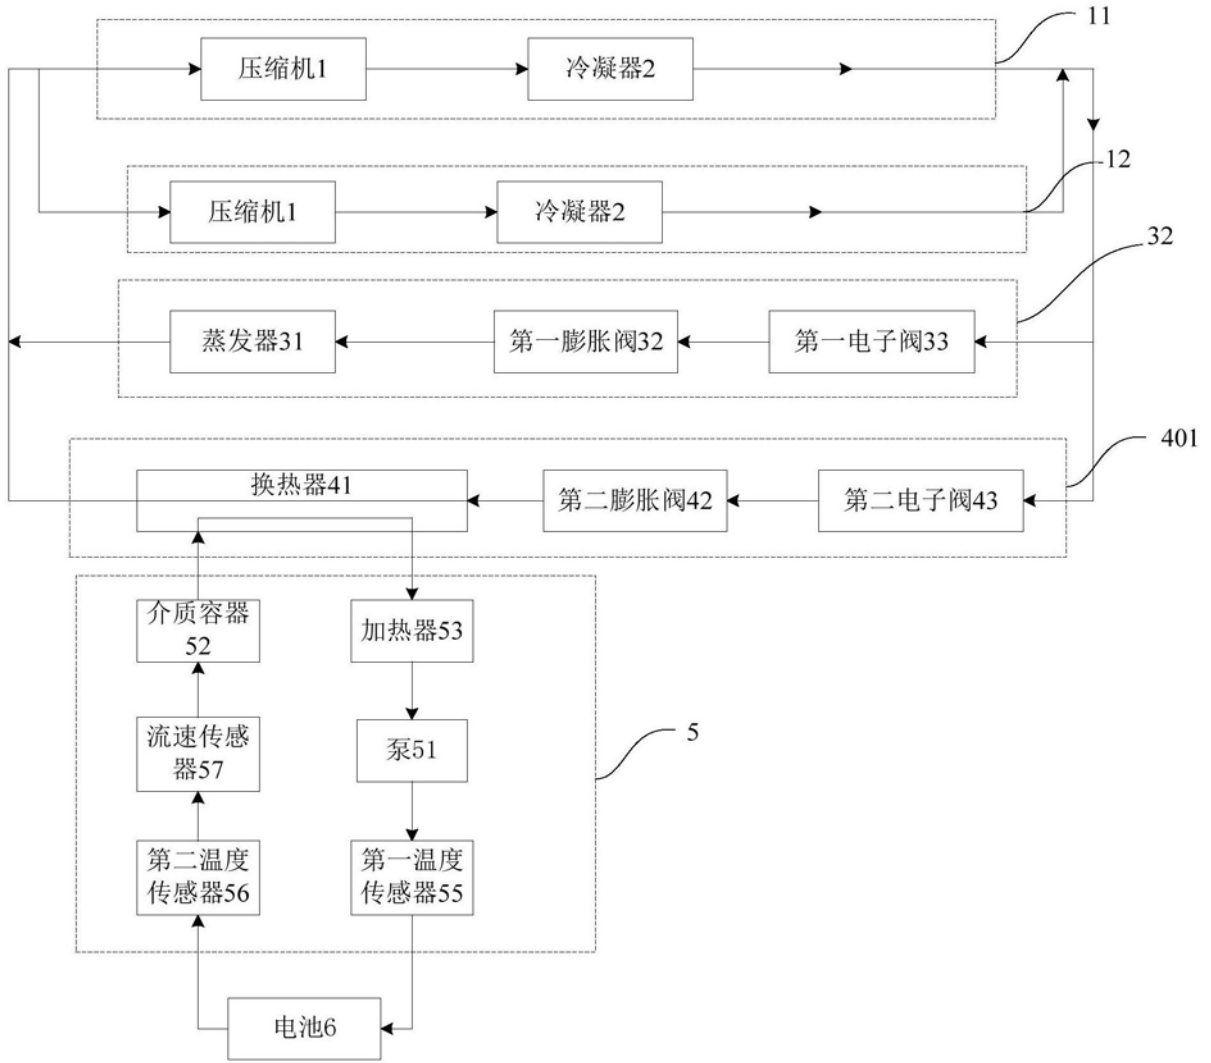 11
压缩机1
冷凝器2
12
压缩机1
冷凝器2
32
蒸发器31
第一膨胀阀32
第一电子阀33
401
换热器41
第二膨胀阀42
第二电子阀43
介质容器
52
加热器53
流速传感
器57
泵51
5
第二温度
传感器56
第一温度
传感器55
电池6